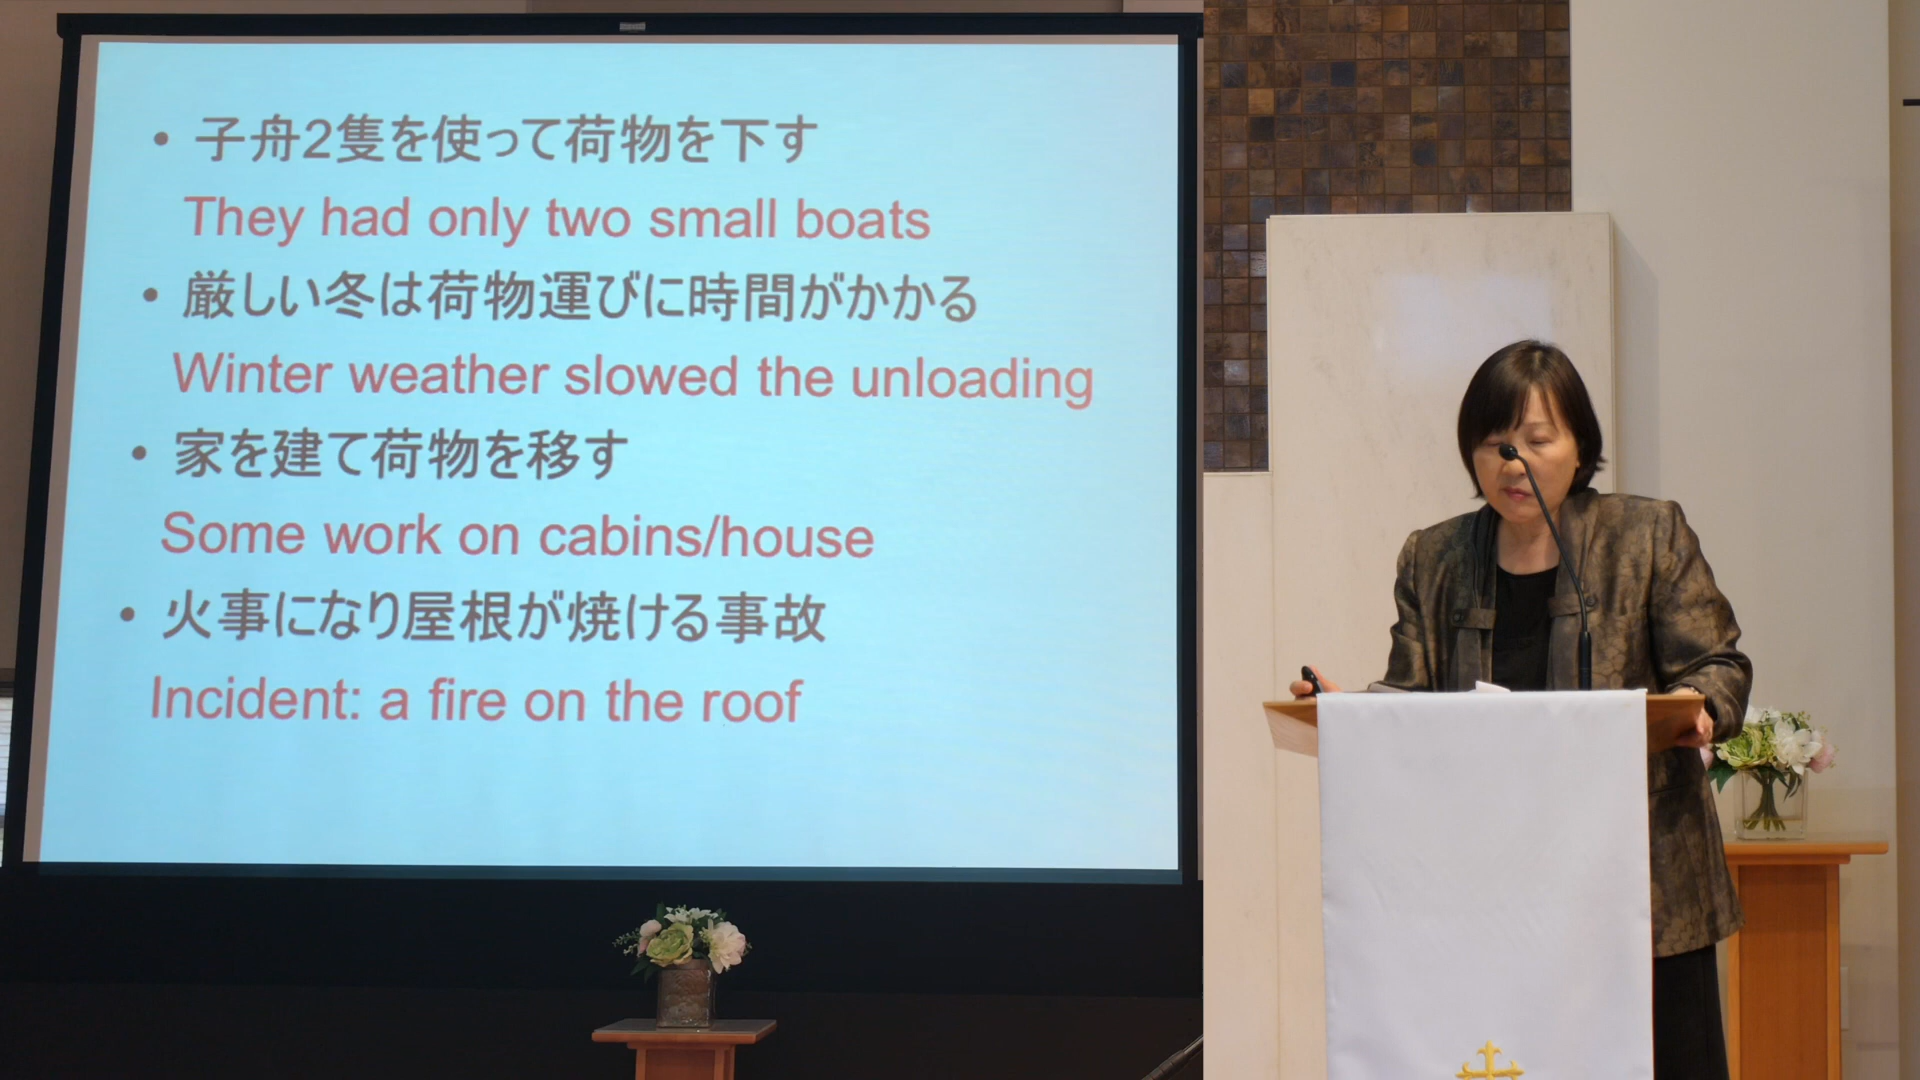 • 子舟2隻を使って荷物を下す
They had only two small boats
• 厳しい冬は荷物運びに時間がかかる
Winter weather slowed the unloading
• 家を建て荷物を移す
Some work on cabins/house
• 火事になり屋根が焼ける事故
Incident: a fire on the roof